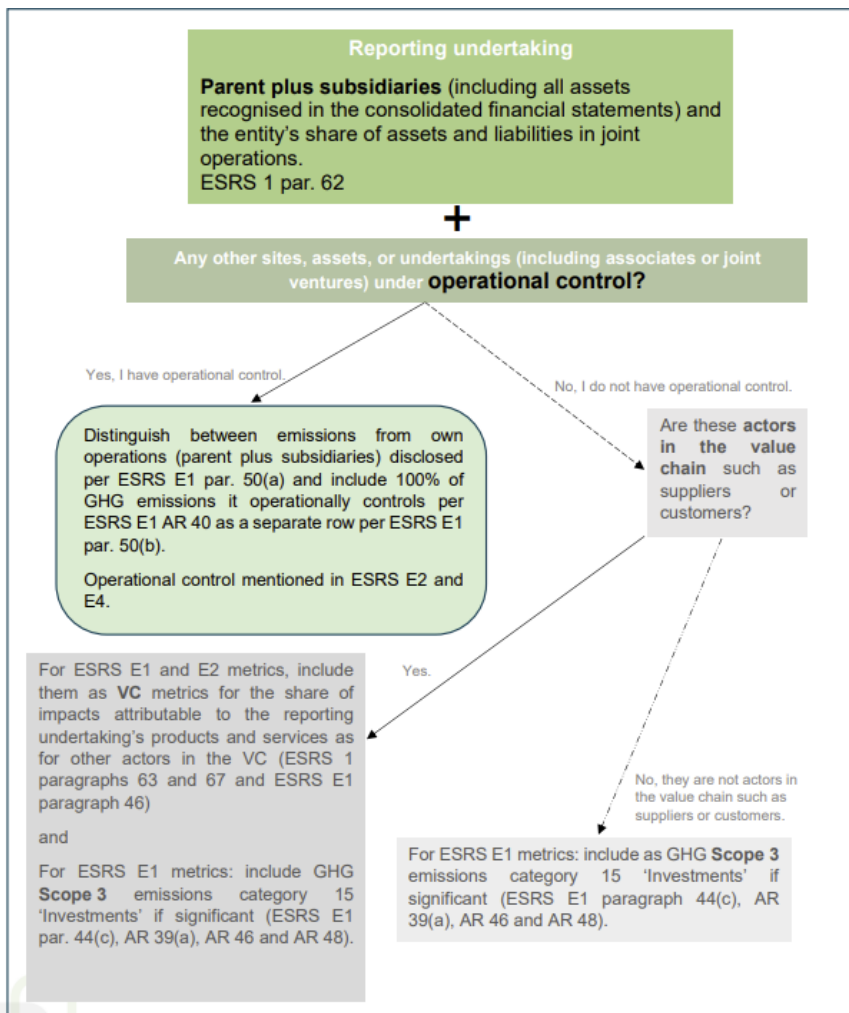 Reporting undertaking
Parent plus subsidiaries (including all assets
recognised in the consolidated financial statements) and
the entity's share of assets and liabilities in joint
operations.
ESRS 1 par. 62
+
Any other sites, assets, or undertakings (including associates or joint
ventures) under operational control?
Yes, I have operational control.
No, I do not have operational control.
Distinguish between emissions from own
operations (parent plus subsidiaries) disclosed
per ESRS E1 par. 50(a) and include 100% of
GHG emissions it operationally controls per
ESRS E1 AR 40 as a separate row per ESRS E1
par. 50(b).
Operational control mentioned in ESRS E2 and
E4.
Are these actors
in the value
chain such as
suppliers or
customers?
Yes.
For ESRS E1 and E2 metrics, include
them as VC metrics for the share of
impacts attributable to the reporting
undertaking's products and services as
for other actors in the VC (ESRS 1
paragraphs 63 and 67 and ESRS E1
paragraph 46)
and
For ESRS E1 metrics: include GHG
Scope 3 emissions category 15
'Investments' if significant (ESRS E1
par. 44(c), AR 39(a), AR 46 and AR 48).
No, they are not actors in
the value chain such as
suppliers or customers.
For ESRS E1 metrics: include as GHG Scope 3
emissions category 15 'Investments' if
significant (ESRS E1 paragraph 44(c), AR
39(a), AR 46 and AR 48).